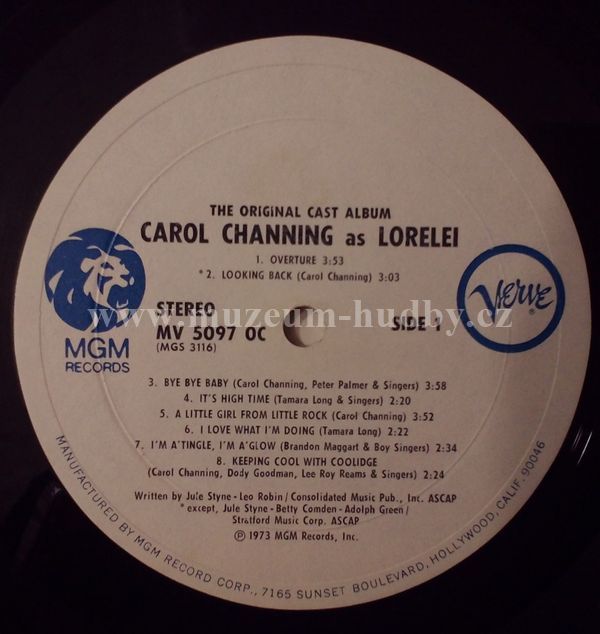 THE ORIGINAL CAST ALBUM
CAROL CHANNING as LORELEI
1. OVERTURE 3:53
*2. LOOKING BACK (Carol Channing) 3:03
MGM
RECORDS
Verve
®
STEREO
MV 5097 OC
(MGS 3116)
SIDE 1
www.muzeum-hudby.cz
3. BYE BYE BABY (Carol Channing, Peter Palmer & Singers) 3:58
4. IT'S HIGH TIME (Tamara Long & Singers) 2:20
5. A LITTLE GIRL FROM LITTLE ROCK (Carol Channing) 3:52
6. I LOVE WHAT I'M DOING (Tamara Long) 2:22
7. I'M A'TINGLE, I'M A'GLOW (Brandon Maggart & Boy Singers) 2:34
8. KEEPING COOL WITH COOLIDGE
(Carol Channing, Dody Goodman, Lee Roy Reams & Singers) 2:24
Written by Jule Styne - Leo Robin / Consolidated Music Pub., Inc. ASCAP
*except, Jule Styne - Betty Comden - Adolph Green /
Stratford Music Corp. ASCAP
℗ 1973 MGM Records, Inc.
MANUFACTURED BY MGM RECORD CORP., 7165 SUNSET BOULEVARD, HOLLYWOOD, CALIF. 90046